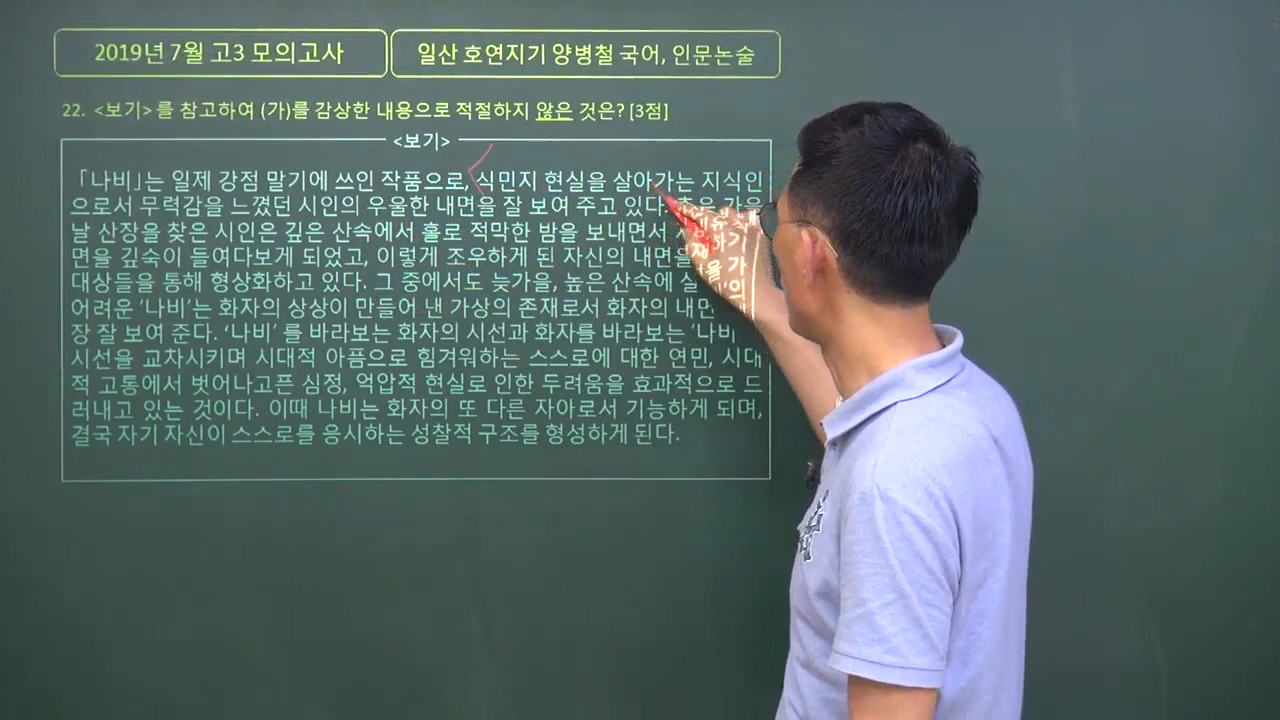 2019년 7월 고3 모의고사
일산 호연지기 양병철 국어, 인문논술
22. <보기>를 참고하여 (가)를 감상한 내용으로 적절하지 않은 것은? [3점]
<보기>
「나비」는 일제 강점 말기에 쓰인 작품으로, 식민지 현실을 살아가는 지식인
으로서 무력감을 느꼈던 시인의 우울한 내면을 잘 보여 주고 있다. 가을
날 산장을 찾은 시인은 깊은 산속에서 홀로 적막한 밤을 보내면서
면을 깊숙이 들여다보게 되었고, 이렇게 조우하게 된 자신의 내면을
대상들을 통해 형상화하고 있다. 그 중에서도 늦가을, 높은 산속에
어려운 '나비'는 화자의 상상이 만들어 낸 가상의 존재로서 화자의 내면
장 잘 보여 준다. '나비' 를 바라보는 화자의 시선과 화자를 바라보는 '나비
시선을 교차시키며 시대적 아픔으로 힘겨워하는 스스로에 대한 연민, 시대
적 고통에서 벗어나고픈 심정, 억압적 현실로 인한 두려움을 효과적으로 드
러내고 있는 것이다. 이때 나비는 화자의 또 다른 자아로서 기능하게 되며,
결국 자기 자신이 스스로를 응시하는 성찰적 구조를 형성하게 된다.